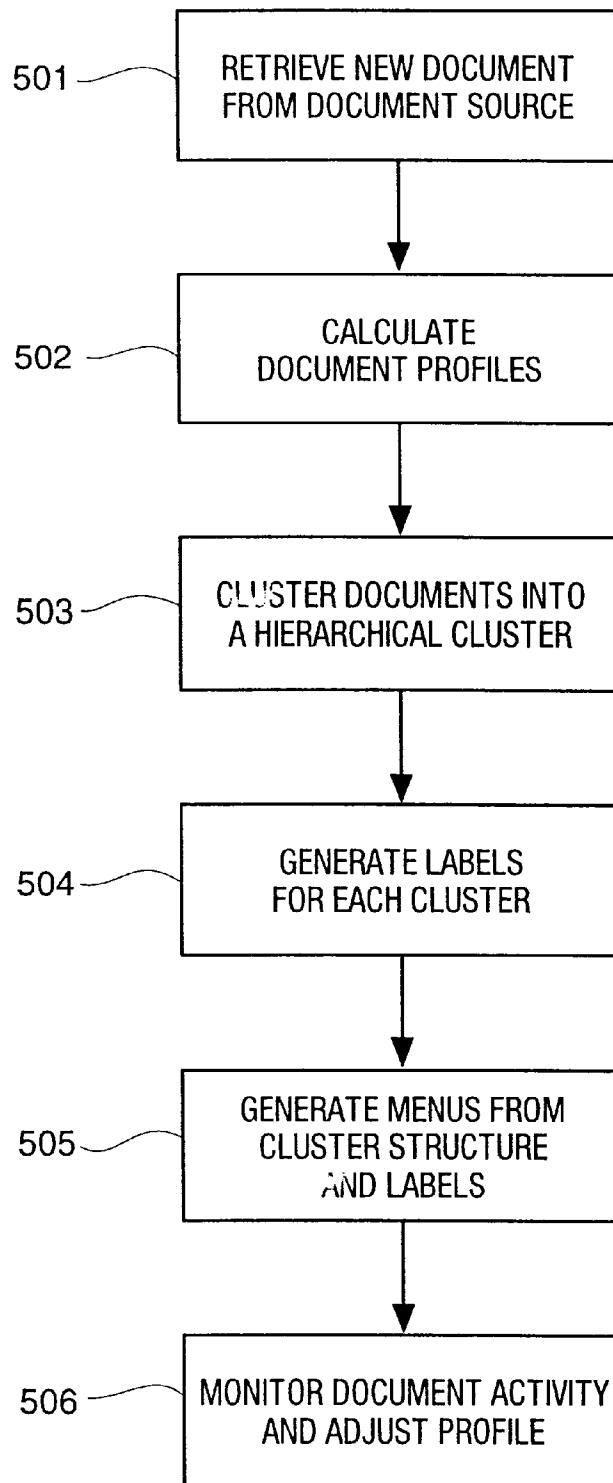 501
RETRIEVE NEW DOCUMENT
FROM DOCUMENT SOURCE
502
CALCULATE
DOCUMENT PROFILES
503
CLUSTER DOCUMENTS INTO
A HIERARCHICAL CLUSTER
504
GENERATE LABELS
FOR EACH CLUSTER
505
GENERATE MENUS FROM
CLUSTER STRUCTURE
AND LABELS
506
MONITOR DOCUMENT ACTIVITY
AND ADJUST PROFILE